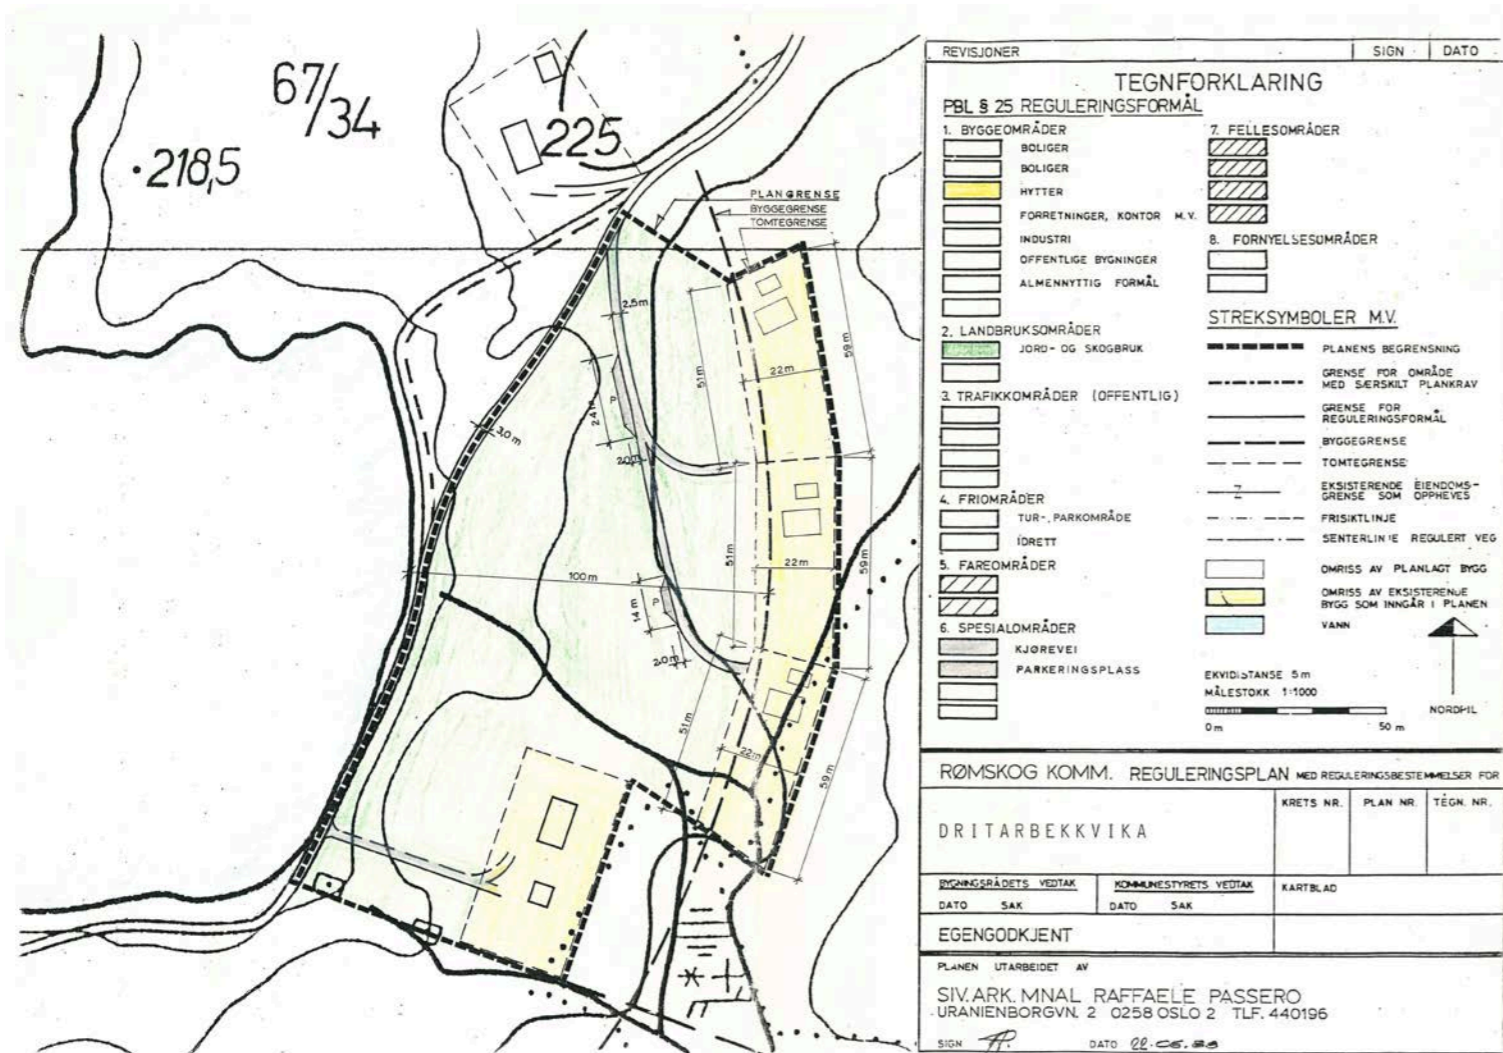 67/34
218,5
225
PLANGRENSE
BYGGEGRENSE
TOMTEGRENSE
2,5m
59m
51m
22m
24m
P
3,0m
2.0m
51m
22m
59m
100m
14m
P
2.0m
51m
22m
59m
REVISJONER SIGN DATO
TEGNFORKLARING
PBL § 25 REGULERINGSFORMÅL
1. BYGGEOMRÅDER
BOLIGER
BOLIGER
HYTTER
FORRETNINGER, KONTOR M.V.
INDUSTRI
OFFENTLIGE BYGNINGER
ALMENNYTTIG FORMÅL
2. LANDBRUKSOMRÅDER
JORD- OG SKOGBRUK
3. TRAFIKKOMRÅDER (OFFENTLIG)
4. FRIOMRÅDER
TUR-, PARKOMRÅDE
IDRETT
5. FAREOMRÅDER
6. SPESIALOMRÅDER
KJØREVEI
PARKERINGSPLASS
7. FELLESOMRÅDER
8. FORNYELSESOMRÅDER
STREKSYMBOLER M.V.
PLANENS BEGRENSNING
GRENSE FOR OMRÅDE
MED SÆRSKILT PLANKRAV
GRENSE FOR
REGULERINGSFORMÅL
BYGGEGRENSE
TOMTEGRENSE
EKSISTERENDE EIENDOMS-
GRENSE SOM OPPHEVES
FRISIKTLINJE
SENTERLINJE REGULERT VEG
OMRISS AV PLANLAGT BYGG
OMRISS AV EKSISTERENDE
BYGG SOM INNGÅR I PLANEN
VANN
EKVIDISTANSE 5m
MÅLESTOKK 1:1000
0m 50 m
NORDPIL
RØMSKOG KOMM. REGULERINGSPLAN MED REGULERINGSBESTEMMELSER FOR
DRITARBEKKVIKA
KRETS NR. PLAN NR. TEGN. NR.
BYGNINGSRÅDETS VEDTAK
DATO SAK
KOMMUNESTYRETS VEDTAK
DATO SAK
KARTBLAD
EGENGODKJENT
PLANEN UTARBEIDET AV
SIV.ARK. MNAL RAFFAELE PASSERO
URANIENBORGVN. 2 0258 OSLO 2 TLF. 440196
SIGN DATO